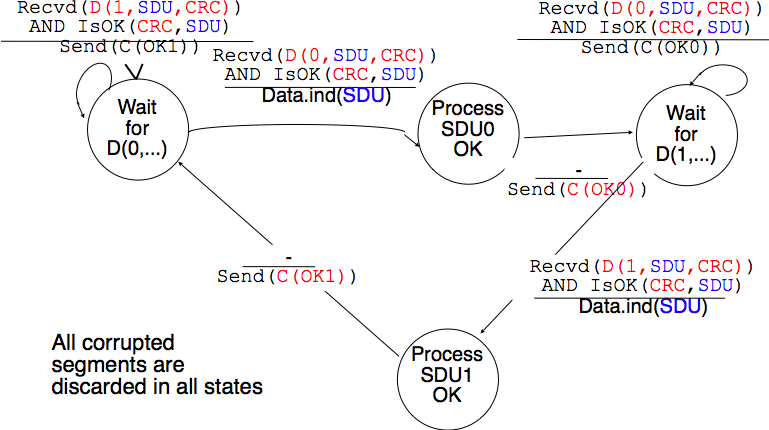 Recvd(D(1,SDU,CRC))
AND IsOK(CRC,SDU)
Send(C(OK1))
Recvd(D(0,SDU,CRC))
AND IsOK(CRC,SDU)
Send(C(OK0))
Recvd(D(0,SDU,CRC))
AND IsOK(CRC,SDU)
Data.ind(SDU)
Wait
for
D(0,...)
Process
SDU0
OK
Wait
for
D(1,...)
-
Send(C(OK0))
-
Send(C(OK1))
Recvd(D(1,SDU,CRC))
AND IsOK(CRC,SDU)
Data.ind(SDU)
Process
SDU1
OK
All corrupted
segments are
discarded in all states